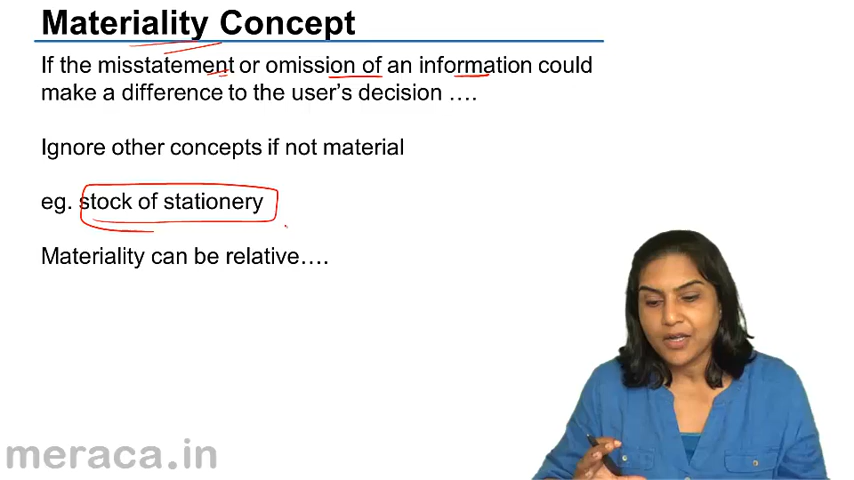 Materiality Concept
If the misstatement or omission of an information could
make a difference to the user's decision ….
Ignore other concepts if not material
eg. stock of stationery
Materiality can be relative….
meraca.in